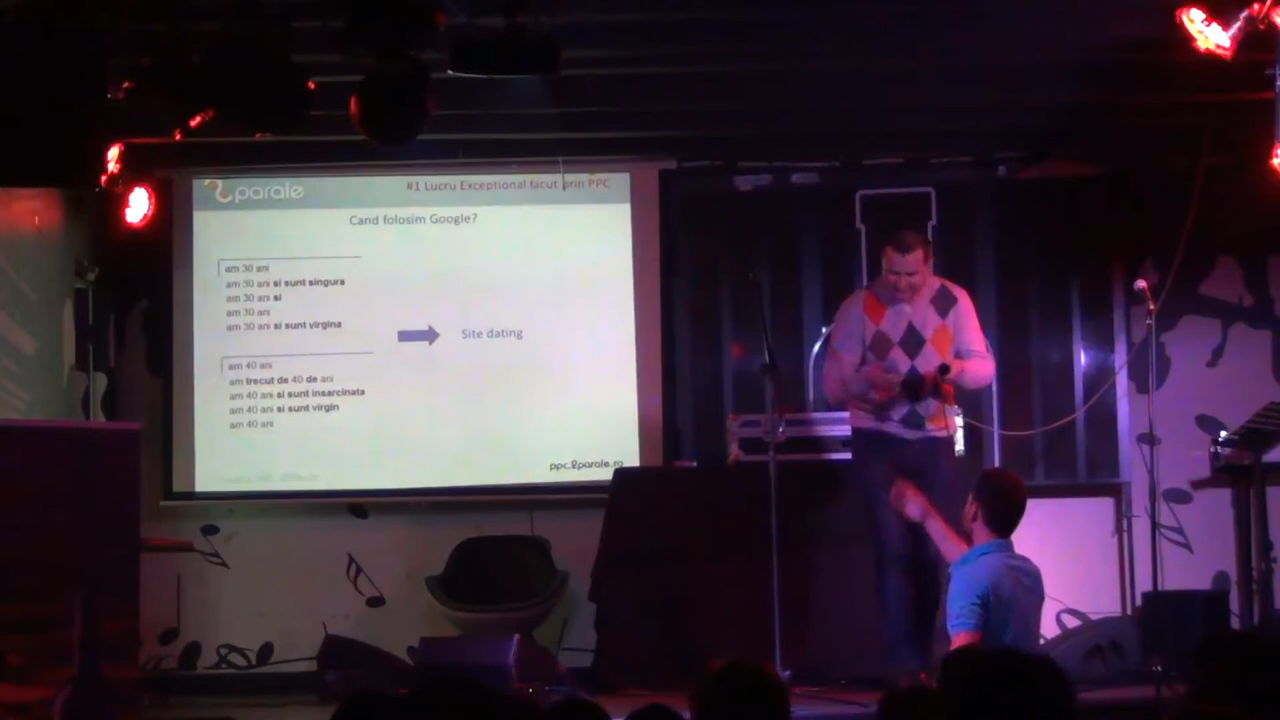 2parale
#1 Lucru Exceptional facut prin PPC
Cand folosim Google?
am 30 ani
am 30 ani si sunt singura
am 30 ani si
am 30 ani
am 30 ani si sunt virgina
Site dating
am 40 ani
am trecut de 40 de ani
am 40 ani si sunt insarcinata
am 40 ani si sunt virgin
am 40 ani
ppc.2parale.ro